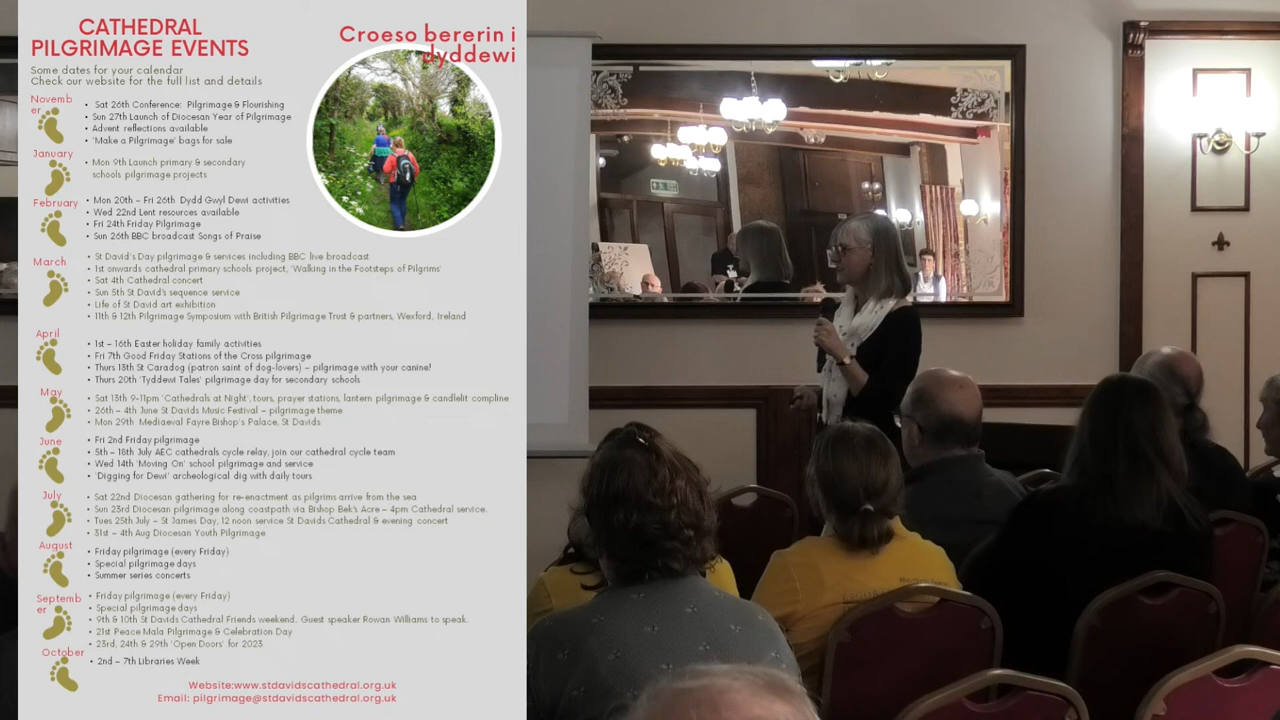 CATHEDRAL
PILGRIMAGE EVENTS
Croeso bererin i
dyddewi
Some dates for your calendar
Check our website for the full list and details
Novemb
er
• Sat 26th Conference: Pilgrimage & Flourishing
• Sun 27th Launch of Diocesan Year of Pilgrimage
• Advent reflections available
• 'Make a Pilgrimage' bags for sale
January
• Mon 9th Launch primary & secondary
schools pilgrimage projects
February
• Mon 20th – Fri 26th Dydd Gwyl Dewi activities
• Wed 22nd Lent resources available
• Fri 24th Friday Pilgrimage
• Sun 26th BBC broadcast Songs of Praise
March
• St David's Day pilgrimage & services including BBC live broadcast
• 1st onwards cathedral primary schools project, 'Walking in the Footsteps of Pilgrims'
• Sat 4th Cathedral concert
• Sun 5th St David's sequence service
• Life of St David art exhibition
• 11th & 12th Pilgrimage Symposium with British Pilgrimage Trust & partners, Wexford, Ireland
April
• 1st – 16th Easter holiday family activities
• Fri 7th Good Friday Stations of the Cross pilgrimage
• Thurs 13th St Caradog (patron saint of dog-lovers) – pilgrimage with your canine!
• Thurs 20th 'Tyddewi Tales' pilgrimage day for secondary schools
May
• Sat 13th 9-11pm 'Cathedrals at Night', tours, prayer stations, lantern pilgrimage & candlelit compline
• 26th – 4th June St Davids Music Festival – pilgrimage theme
• Mon 29th Mediaeval Fayre Bishop's Palace, St Davids
June
• Fri 2nd Friday pilgrimage
• 5th – 18th July AEC cathedrals cycle relay, join our cathedral cycle team
• Wed 14th 'Moving On' school pilgrimage and service
• 'Digging for Dewi' archeological dig with daily tours
July
• Sat 22nd Diocesan gathering for re-enactment as pilgrims arrive from the sea
• Sun 23rd Diocesan pilgrimage along coastpath via Bishop Bek's Acre – 4pm Cathedral service.
• Tues 25th July – St James Day, 12 noon service St Davids Cathedral & evening concert
• 31st – 4th Aug Diocesan Youth Pilgrimage
August
• Friday pilgrimage (every Friday)
• Special pilgrimage days
• Summer series concerts
Septemb
er
• Friday pilgrimage (every Friday)
• Special pilgrimage days
• 9th & 10th St Davids Cathedral Friends weekend. Guest speaker Rowan Williams to speak.
• 21st Peace Mala Pilgrimage & Celebration Day
• 23rd, 24th & 29th 'Open Doors' for 2023
October
• 2nd – 7th Libraries Week
Website:www.stdavidscathedral.org.uk
Email: pilgrimage@stdavidscathedral.org.uk